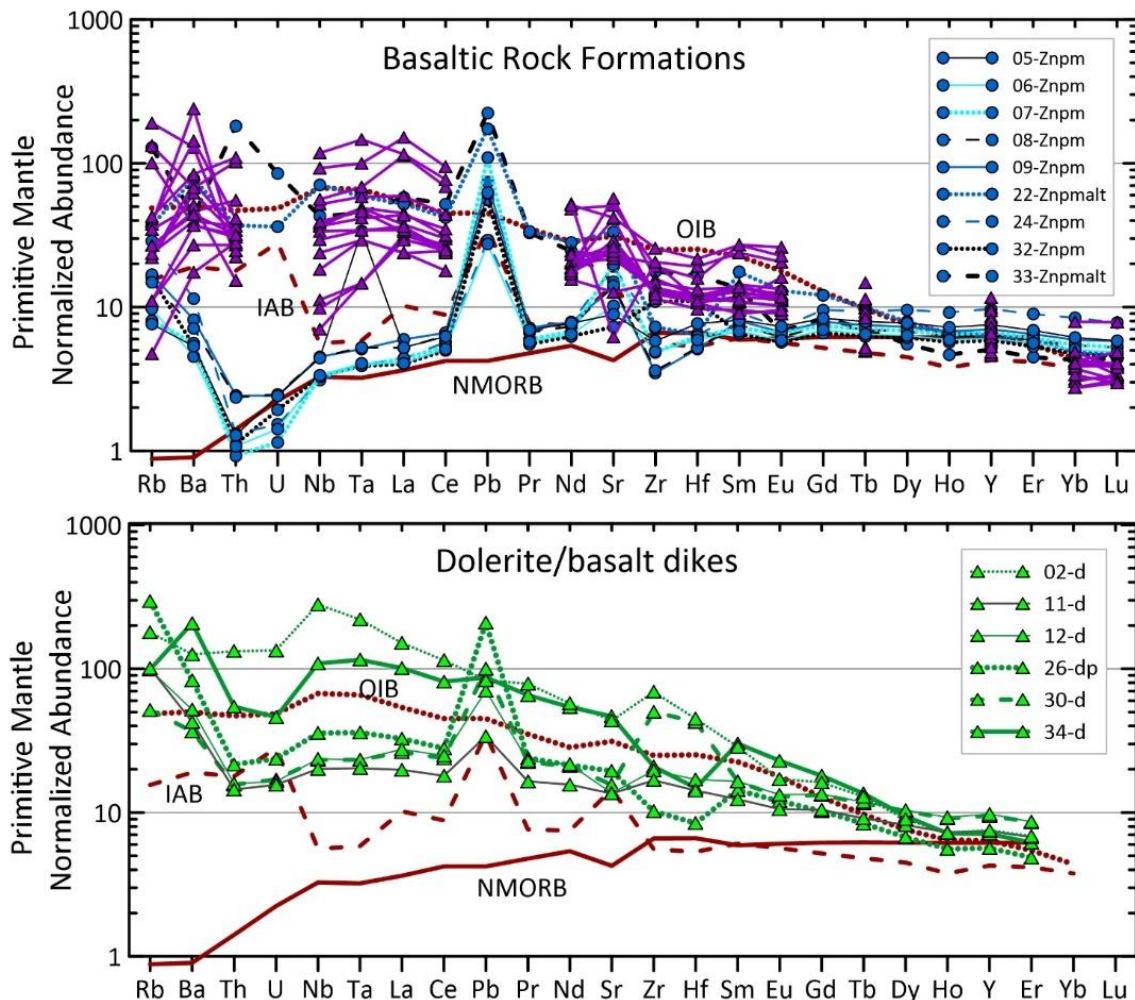 1000
Basaltic Rock Formations
05-Znpm
06-Znpm
07-Znpm
08-Znpm
09-Znpm
22-Znpmalt
24-Znpm
32-Znpm
33-Znpmalt
Primitive Mantle
Normalized Abundance
100
OIB
IAB
10
NMORB
1
Rb Ba Th U Nb Ta La Ce Pb Pr Nd Sr Zr Hf Sm Eu Gd Tb Dy Ho Y Er Yb Lu
1000
Dolerite/basalt dikes
02-d
11-d
12-d
26-dp
30-d
34-d
Primitive Mantle
Normalized Abundance
100
OIB
IAB
10
NMORB
1
Rb Ba Th U Nb Ta La Ce Pb Pr Nd Sr Zr Hf Sm Eu Gd Tb Dy Ho Y Er Yb Lu